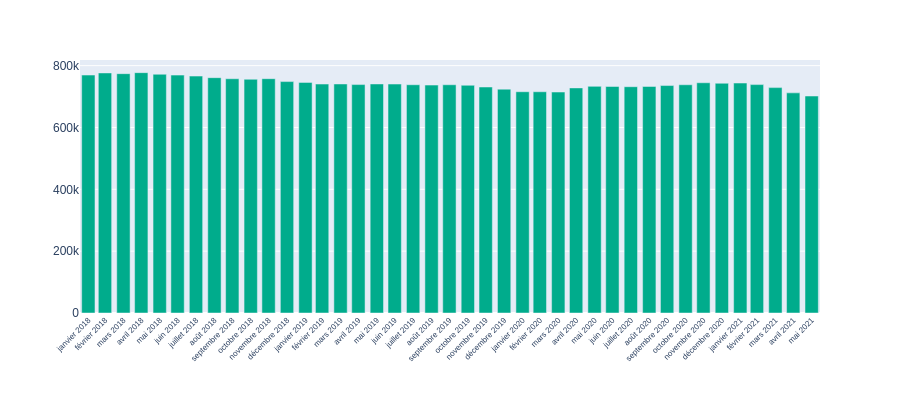 800k
600k
400k
200k
0
janvier 2018
février 2018
mars 2018
avril 2018
mai 2018
juin 2018
juillet 2018
août 2018
septembre 2018
octobre 2018
novembre 2018
décembre 2018
janvier 2019
février 2019
mars 2019
avril 2019
mai 2019
juin 2019
juillet 2019
août 2019
septembre 2019
octobre 2019
novembre 2019
décembre 2019
janvier 2020
février 2020
mars 2020
avril 2020
mai 2020
juin 2020
juillet 2020
août 2020
septembre 2020
octobre 2020
novembre 2020
décembre 2020
janvier 2021
février 2021
mars 2021
avril 2021
mai 2021